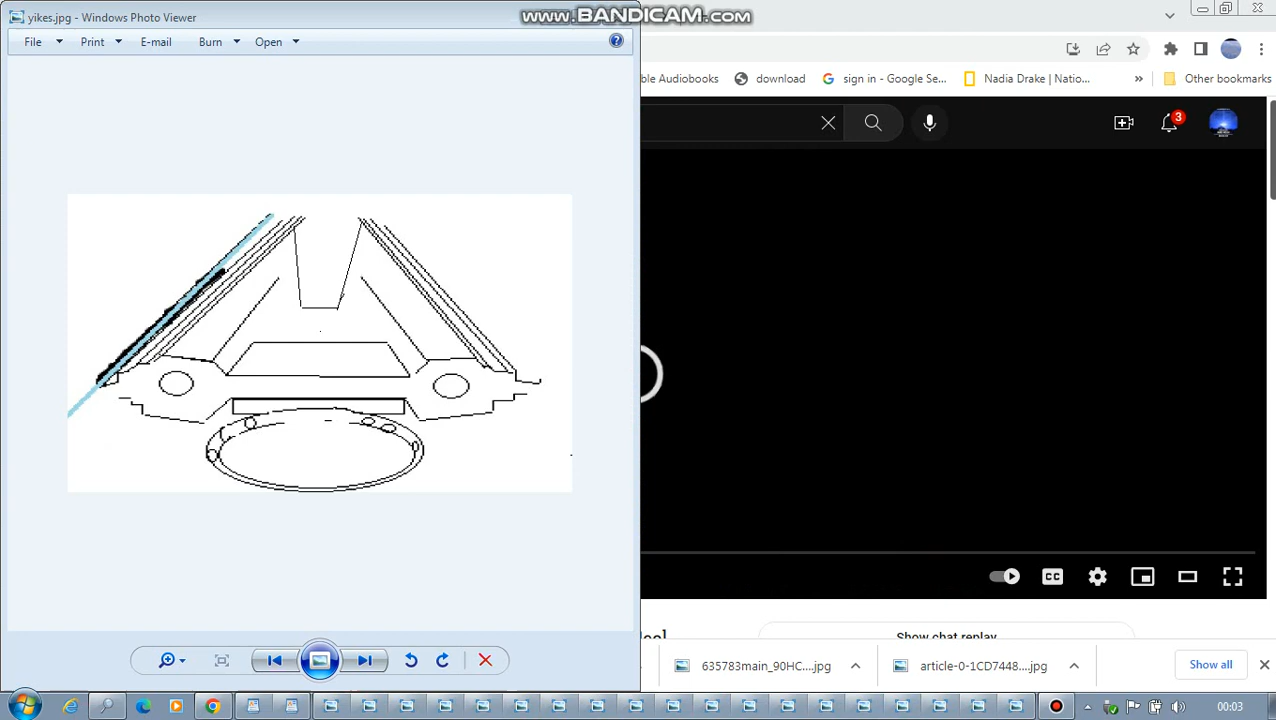 yikes.jpg - Windows Photo Viewer
www.BANDICAM.com
File
Print
E-mail
Burn
Open
ble Audiobooks
download
sign in - Google Se...
Nadia Drake | Natio...
»
Other bookmarks
3
CC
Show chat replay
635783main_90HC....jpg
article-0-1CD7448....jpg
Show all
00:03